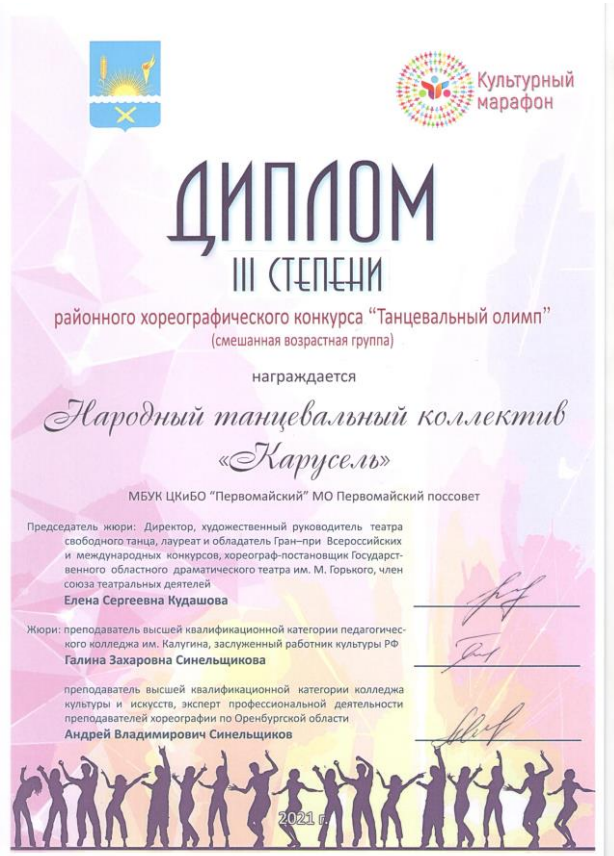 Культурный
марафон
ДИПЛОМ
III СТЕПЕНИ
районного хореографического конкурса “Танцевальный олимп”
(смешанная возрастная группа)
награждается
Народный танцевальный коллектив
«Карусель»
МБУК ЦКиБО “Первомайский” МО Первомайский поссовет
Председатель жюри: Директор, художественный руководитель театра
свободного танца, лауреат и обладатель Гран–при Всероссийских
и международных конкурсов, хореограф-постановщик Государст-
венного областного драматического театра им. М. Горького, член
союза театральных деятелей
Елена Сергеевна Кудашова
Жюри: преподаватель высшей квалификационной категории педагогичес-
кого колледжа им. Калугина, заслуженный работник культуры РФ
Галина Захаровна Синельщикова
преподаватель высшей квалификационной категории колледжа
культуры и искусств, эксперт профессиональной деятельности
преподавателей хореографии по Оренбургской области
Андрей Владимирович Синельщиков
2021 г.